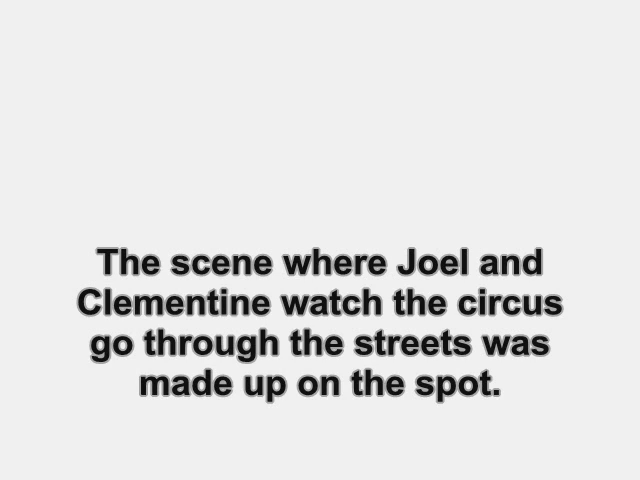 The scene where Joel and
Clementine watch the circus
go through the streets was
made up on the spot.